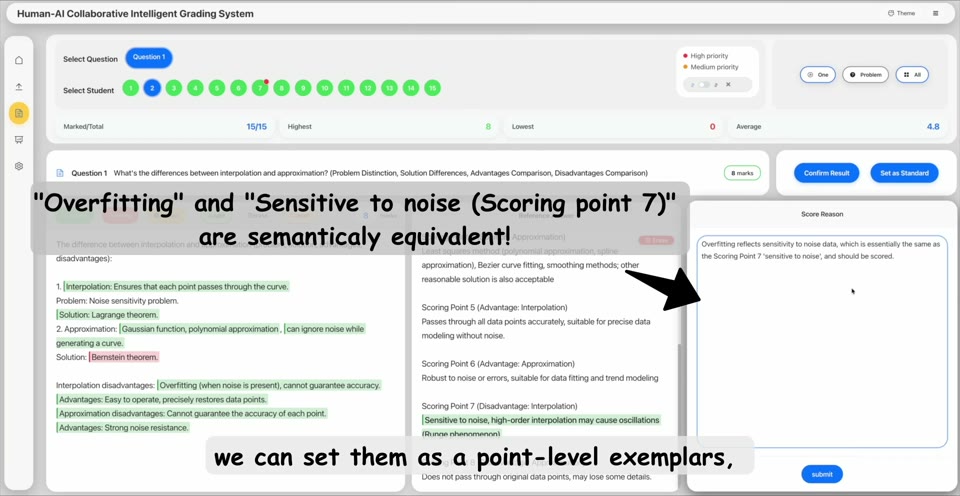 Human-AI Collaborative Intelligent Grading System
Theme
Select Question
Question 1
Select Student
1 2 3 4 5 6 7 8 9 10 11 12 13 14 15
High priority
Medium priority
One
Problem
All
Marked/Total
15/15
Highest
8
Lowest
0
Average
4.8
Question 1 What's the differences between interpolation and approximation? (Problem Distinction, Solution Differences, Advantages Comparison, Disadvantages Comparison)
8 marks
Confirm Result
Set as Standard
"Overfitting" and "Sensitive to noise (Scoring point 7)"
are semanticaly equivalent!
The difference between interpolation and
disadvantages):
1. Interpolation: Ensures that each point passes through the curve.
Problem: Noise sensitivity problem.
Solution: Lagrange theorem.
2. Approximation: Gaussian function, polynomial approximation , can ignore noise while
generating a curve.
Solution: Bernstein theorem.
Interpolation disadvantages: Overfitting (when noise is present), cannot guarantee accuracy.
Advantages: Easy to operate, precisely restores data points.
Approximation disadvantages: Cannot guarantee the accuracy of each point.
Advantages: Strong noise resistance.
Approximation)
Least squares method (polynomial approximation, spline
approximation), Bezier curve fitting, smoothing methods; other
reasonable solution is also acceptable
Scoring Point 5 (Advantage: Interpolation)
Passes through all data points accurately, suitable for precise data
modeling without noise.
Scoring Point 6 (Advantage: Approximation)
Robust to noise or errors, suitable for data fitting and trend modeling
Scoring Point 7 (Disadvantage: Interpolation)
Sensitive to noise, high-order interpolation may cause oscillations
(Runge phenomenon)
Does not pass through original data points, may lose some details.
Score Reason
Overfitting reflects sensitivity to noise data, which is essentially the same as
the Scoring Point 7 'sensitive to noise', and should be scored.
submit
we can set them as a point-level exemplars,